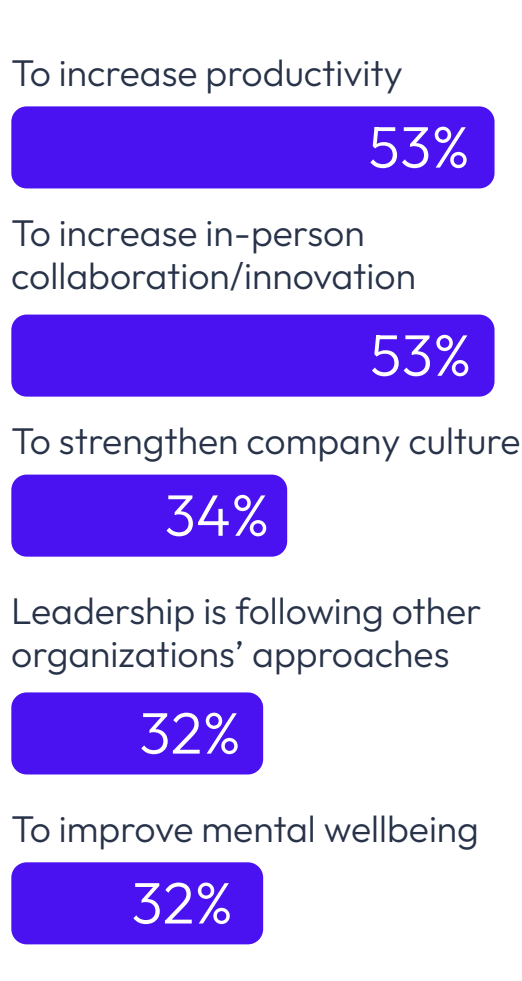 To increase productivity
53%
To increase in-person
collaboration/innovation
53%
To strengthen company culture
34%
Leadership is following other
organizations’ approaches
32%
To improve mental wellbeing
32%